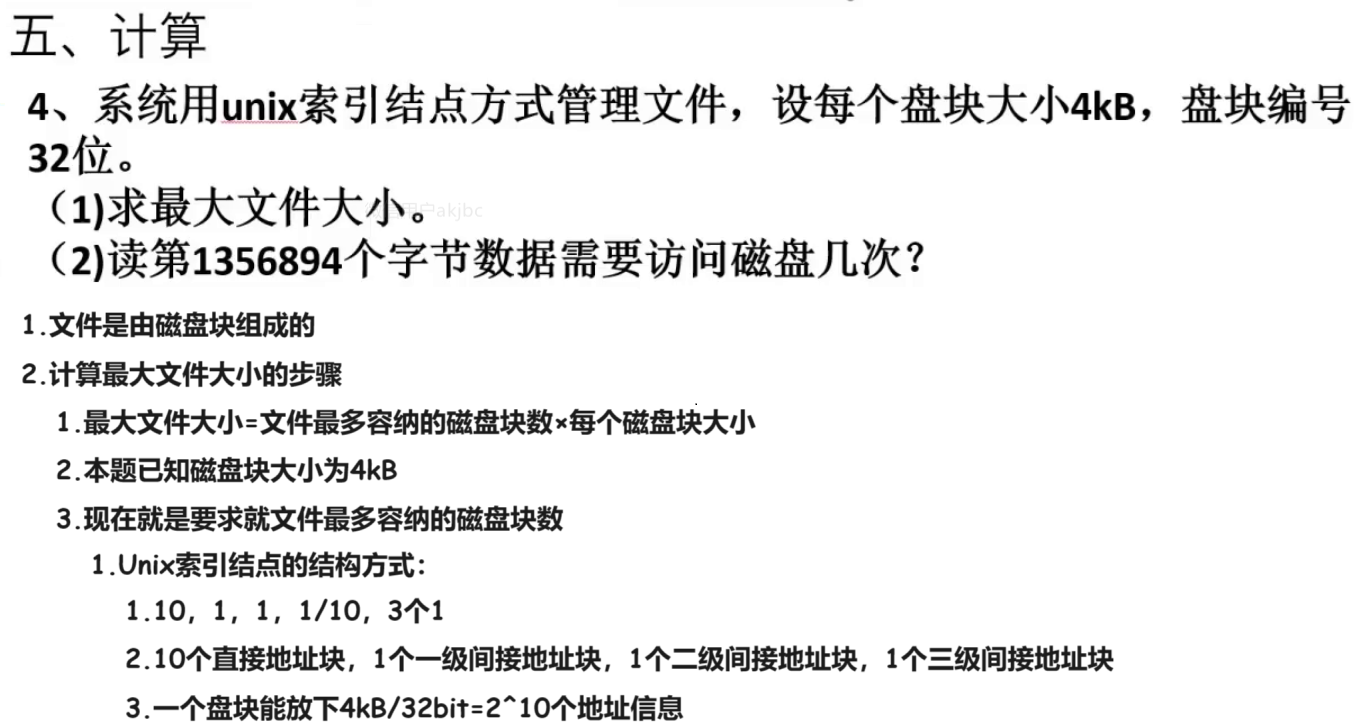 五、计算
4、系统用unix索引结点方式管理文件，设每个盘块大小4kB，盘块编号
32位。
（1)求最大文件大小。
（2)读第1356894个字节数据需要访问磁盘几次？
1.文件是由磁盘块组成的
2.计算最大文件大小的步骤
1.最大文件大小=文件最多容纳的磁盘块数×每个磁盘块大小
2.本题已知磁盘块大小为4kB
3.现在就是要求就文件最多容纳的磁盘块数
1.Unix索引结点的结构方式：
1.10，1，1，1/10，3个1
2.10个直接地址块，1个一级间接地址块，1个二级间接地址块，1个三级间接地址块
3.一个盘块能放下4kB/32bit=2^10个地址信息